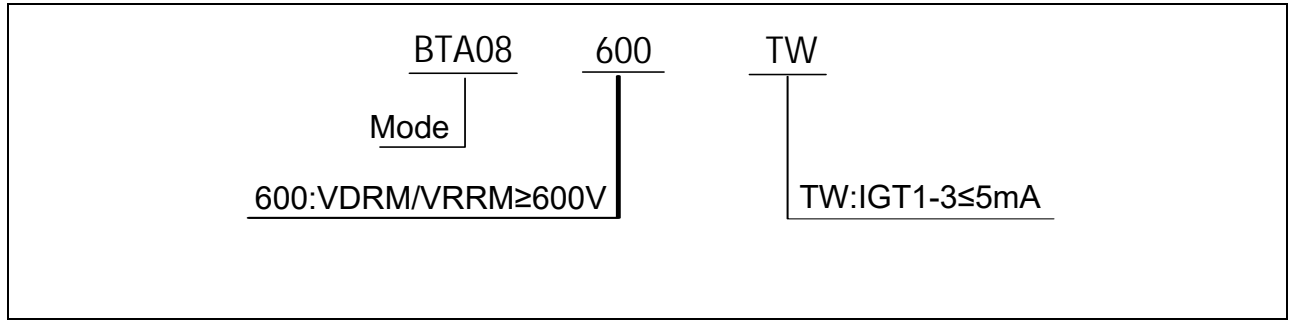 BTA08 600 TW
Mode
600:VDRM/VRRM≥600V TW:IGT1-3≤5mA